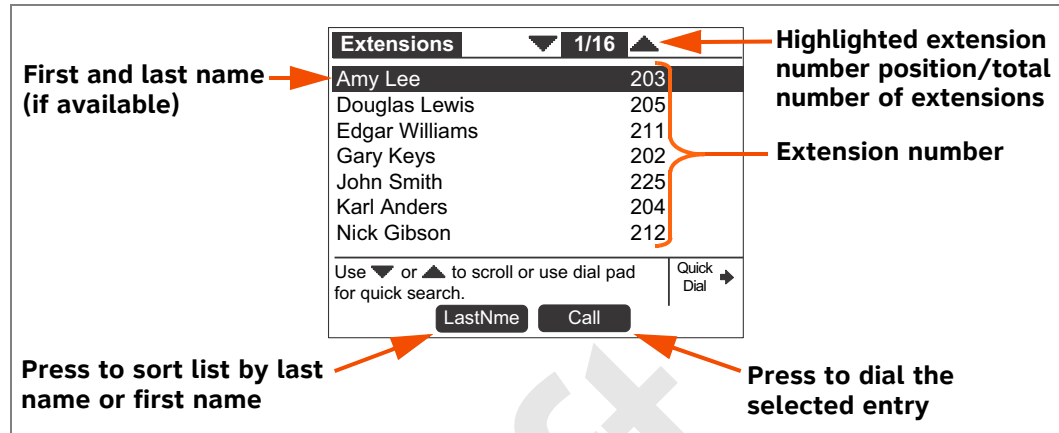 Extensions 1/16
Amy Lee 203
Douglas Lewis 205
Edgar Williams 211
Gary Keys 202
John Smith 225
Karl Anders 204
Nick Gibson 212
Use ▼ or ▲ to scroll or use dial pad
for quick search.
Quick
Dial
LastNme Call
First and last name
(if available)
Highlighted extension
number position/total
number of extensions
Extension number
Press to sort list by last
name or first name
Press to dial the
selected entry